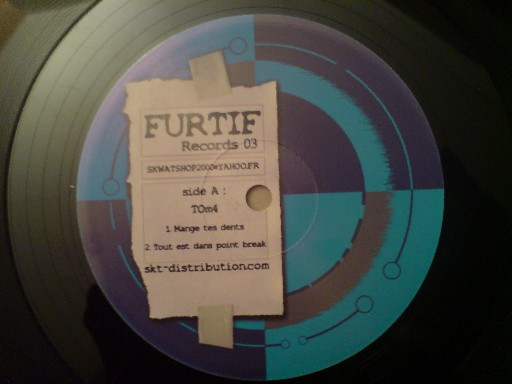 FURTIF
Records 03
SKWATSHOP2000@YAHOO.FR
side A :
TOm4
1. Mange tes dents
2. Tout est dans point break
skt-distribution.com